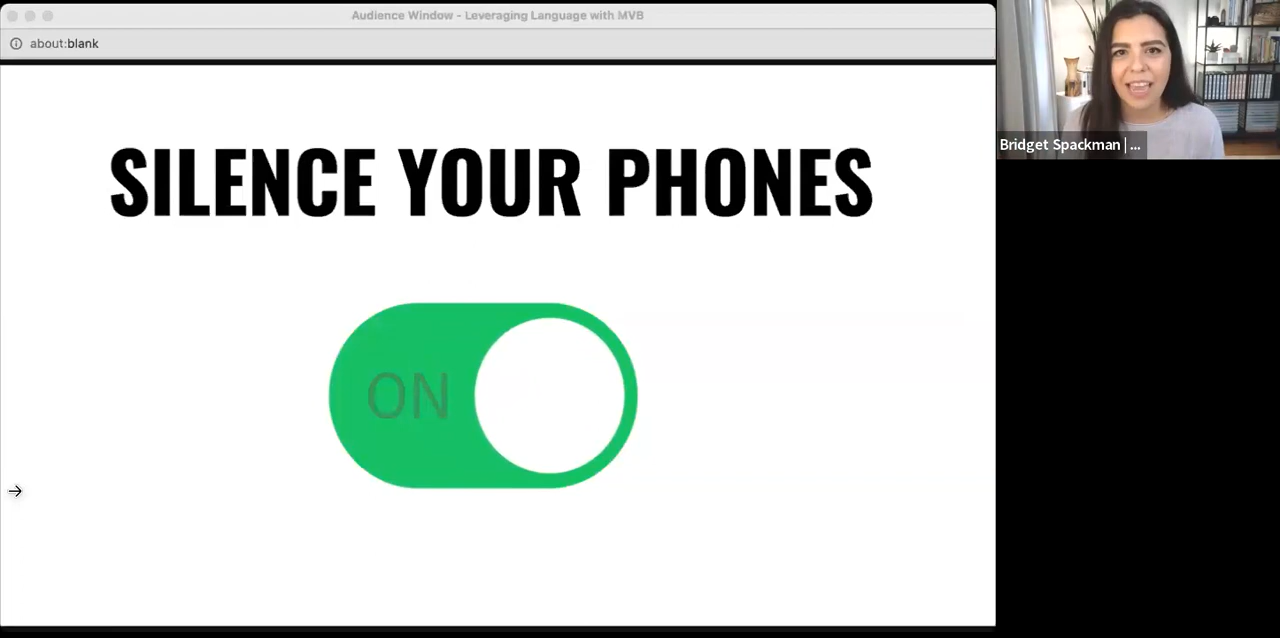 Audience Window - Leveraging Language with MVB
about:blank
SILENCE YOUR PHONES
ON
Bridget Spackman | ...